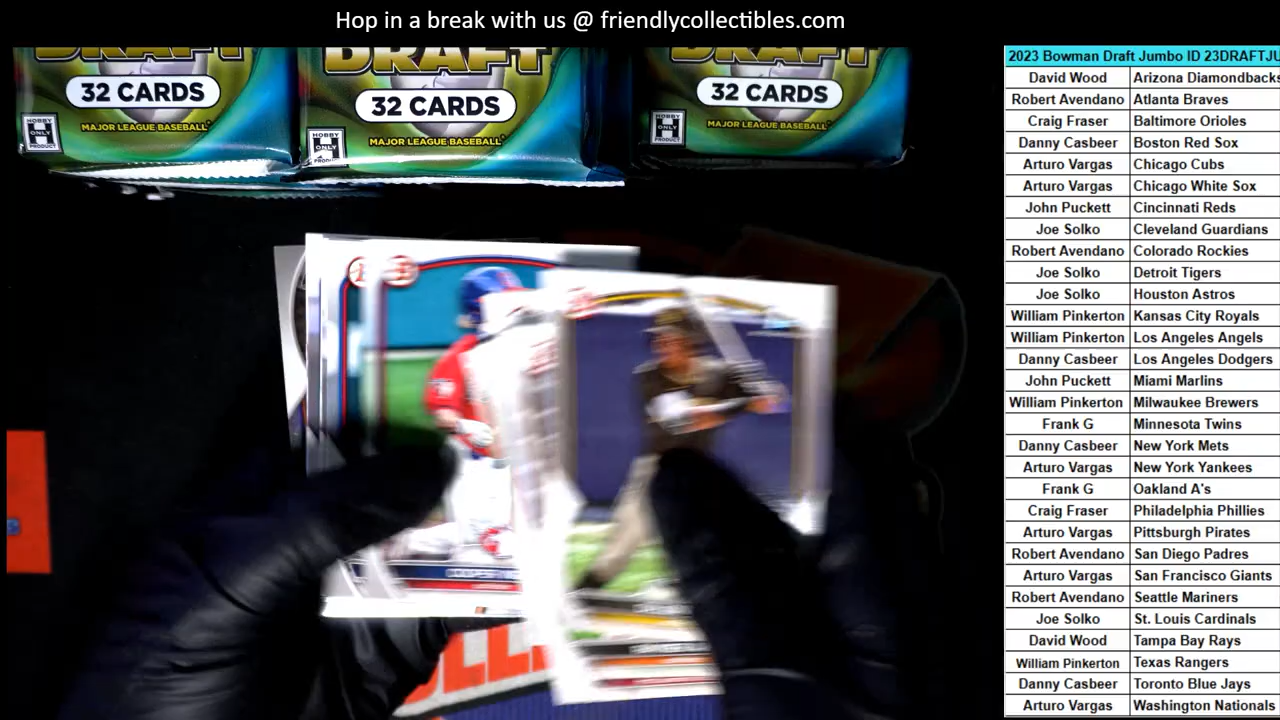 Hop in a break with us @ friendlycollectibles.com
DRAFT DRAFT DRAFT
32 CARDS 32 CARDS 32 CARDS
MAJOR LEAGUE BASEBALL MAJOR LEAGUE BASEBALL MAJOR LEAGUE BASEBALL
HOBBY ONLY PRODUCT HOBBY ONLY PRODUCT HOBBY ONLY PRODUCT
2023 Bowman Draft Jumbo ID 23DRAFTJU
David Wood Arizona Diamondbacks
Robert Avendano Atlanta Braves
Craig Fraser Baltimore Orioles
Danny Casbeer Boston Red Sox
Arturo Vargas Chicago Cubs
Arturo Vargas Chicago White Sox
John Puckett Cincinnati Reds
Joe Solko Cleveland Guardians
Robert Avendano Colorado Rockies
Joe Solko Detroit Tigers
Joe Solko Houston Astros
William Pinkerton Kansas City Royals
William Pinkerton Los Angeles Angels
Danny Casbeer Los Angeles Dodgers
John Puckett Miami Marlins
William Pinkerton Milwaukee Brewers
Frank G Minnesota Twins
Danny Casbeer New York Mets
Arturo Vargas New York Yankees
Frank G Oakland A's
Craig Fraser Philadelphia Phillies
Arturo Vargas Pittsburgh Pirates
Robert Avendano San Diego Padres
Arturo Vargas San Francisco Giants
Robert Avendano Seattle Mariners
Joe Solko St. Louis Cardinals
David Wood Tampa Bay Rays
William Pinkerton Texas Rangers
Danny Casbeer Toronto Blue Jays
Arturo Vargas Washington Nationals